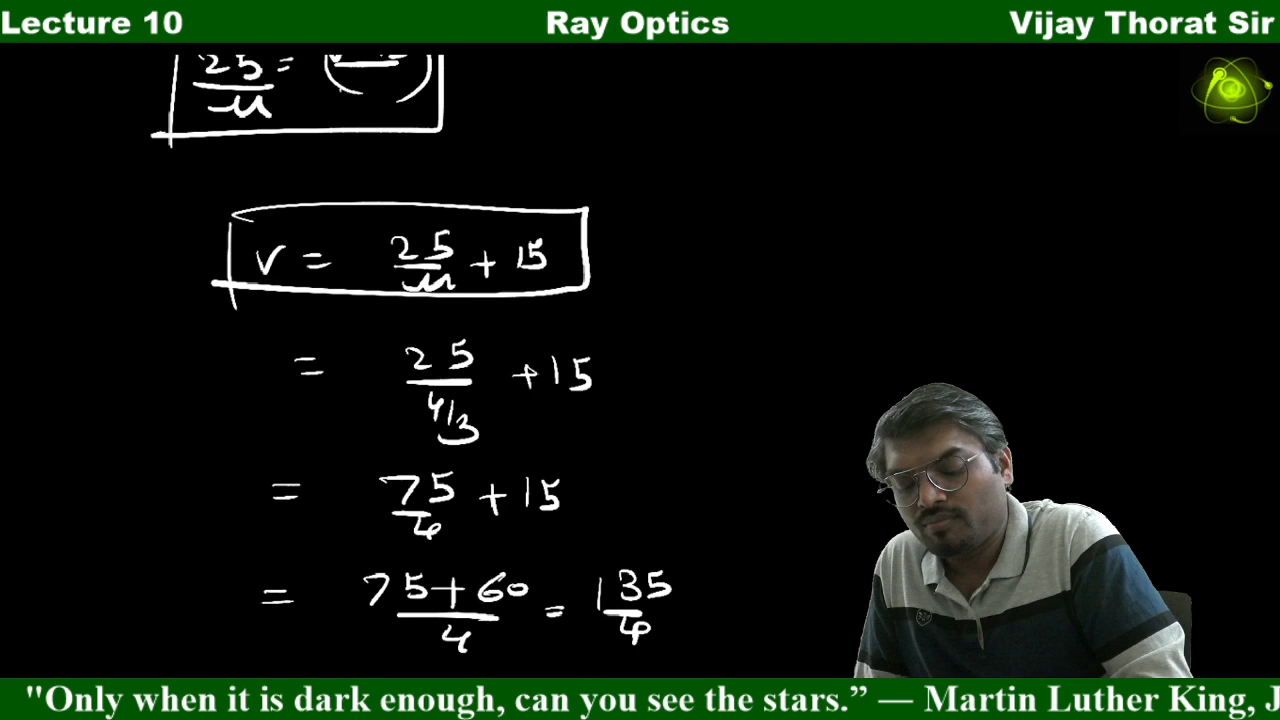 Lecture 10 Ray Optics Vijay Thorat Sir
25/μ =
v = 25/μ + 15
= 25/4/3 + 15
= 75/4 + 15
= 75+60/4 = 135/4
"Only when it is dark enough, can you see the stars.” — Martin Luther King, J